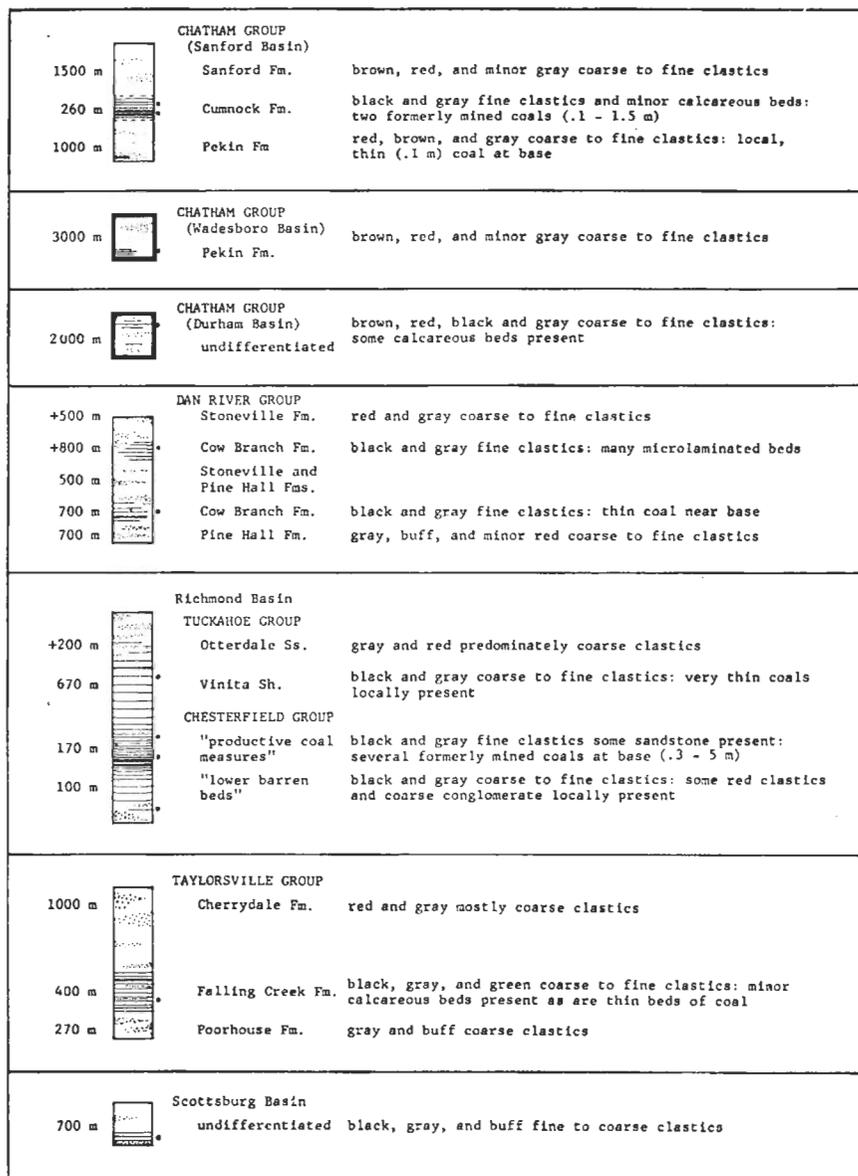 CHATHAM GROUP
(Sanford Basin)
1500 m Sanford Fm. brown, red, and minor gray coarse to fine clastics
260 m Cumnock Fm. black and gray fine clastics and minor calcareous beds:
two formerly mined coals (.1 - 1.5 m)
1000 m Pekin Fm red, brown, and gray coarse to fine clastics: local,
thin (.1 m) coal at base
CHATHAM GROUP
(Wadesboro Basin)
3000 m brown, red, and minor gray coarse to fine clastics
Pekin Fm.
CHATHAM GROUP
(Durham Basin) brown, red, black and gray coarse to fine clastics:
2000 m undifferentiated some calcareous beds present
DAN RIVER GROUP
+500 m Stoneville Fm. red and gray coarse to fine clastics
+800 m Cow Branch Fm. black and gray fine clastics: many microlaminated beds
500 m Stoneville and
Pine Hall Fms.
700 m Cow Branch Fm. black and gray fine clastics: thin coal near base
700 m Pine Hall Fm. gray, buff, and minor red coarse to fine clastics
Richmond Basin
TUCKAHOE GROUP
+200 m Otterdale Ss. gray and red predominately coarse clastics
670 m Vinita Sh. black and gray coarse to fine clastics: very thin coals
locally present
CHESTERFIELD GROUP
170 m "productive coal black and gray fine clastics some sandstone present:
measures" several formerly mined coals at base (.3 - 5 m)
100 m "lower barren black and gray coarse to fine clastics: some red clastics
beds" and coarse conglomerate locally present
TAYLORSVILLE GROUP
1000 m Cherrydale Fm. red and gray mostly coarse clastics
400 m Falling Creek Fm. black, gray, and green coarse to fine clastics: minor
calcareous beds present as are thin beds of coal
270 m Poorhouse Fm. gray and buff coarse clastics
Scottsburg Basin
700 m undifferentiated black, gray, and buff fine to coarse clastics